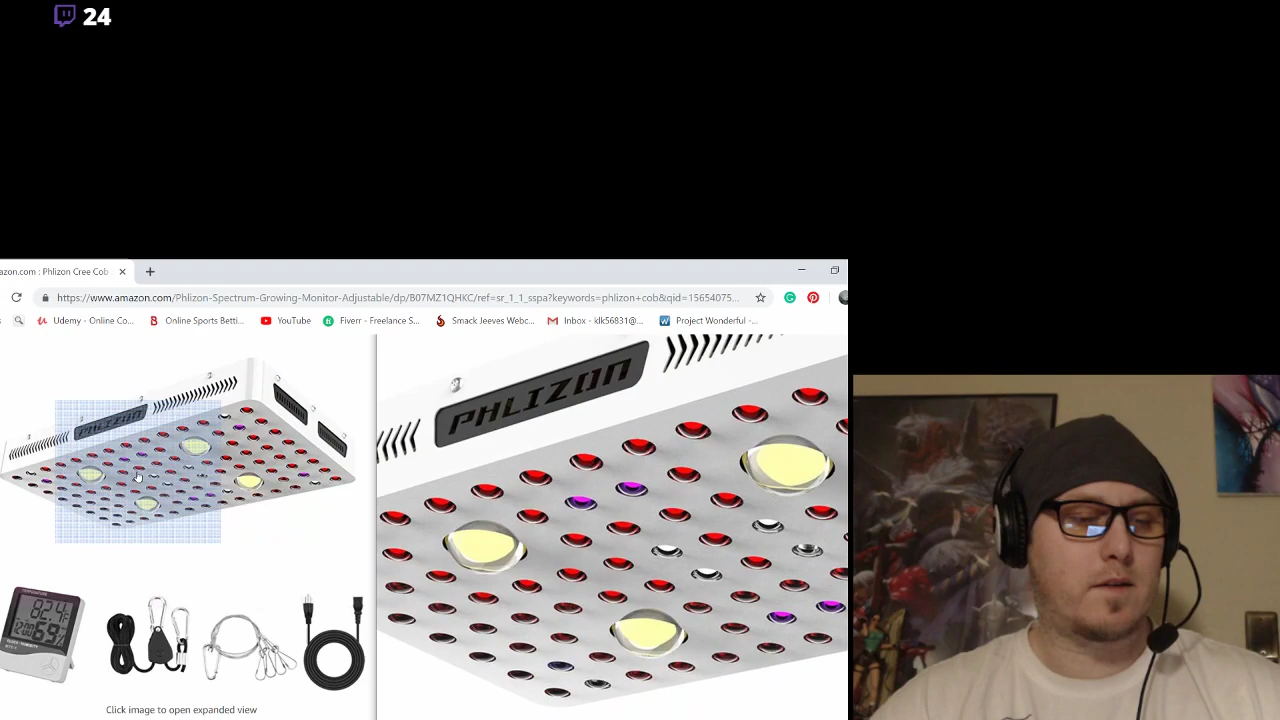 24
azon.com : Phlizon Cree Cob
https://www.amazon.com/Phlizon-Spectrum-Growing-Monitor-Adjustable/dp/B07MZ1QHKC/ref=sr_1_1_sspa?keywords=phlizon+cob&qid=15654075...
Udemy - Online Co...
Online Sports Betti...
YouTube
Fiverr - Freelance S...
Smack Jeeves Webc...
Inbox - klk56831@...
Project Wonderful -...
PHLIZON
PHLIZON
Click image to open expanded view